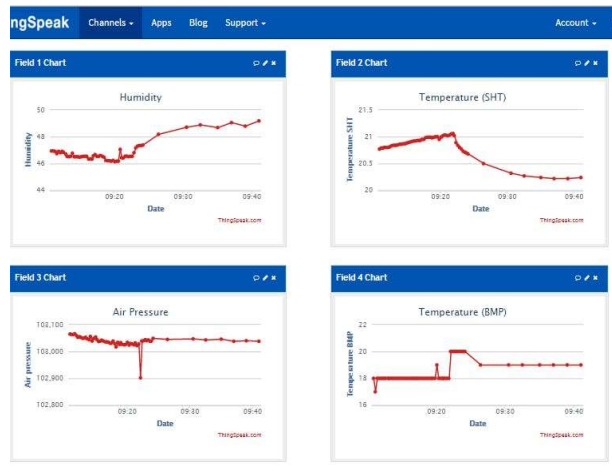 ngSpeak Channels Apps Blog Support Account
Field 1 Chart
Humidity
50
48
46
44
Humidity
09:20 09:30 09:40
Date
ThingSpeak.com
Field 2 Chart
Temperature (SHT)
21.5
21
20.5
20
Temperature SHT
09:20 09:30 09:40
Date
ThingSpeak.com
Field 3 Chart
Air Pressure
103,100
103,000
102,900
102,800
Air pressure
09:20 09:30 09:40
Date
ThingSpeak.com
Field 4 Chart
Temperature (BMP)
22
20
18
16
Temperature BMP
09:20 09:30 09:40
Date
ThingSpeak.com